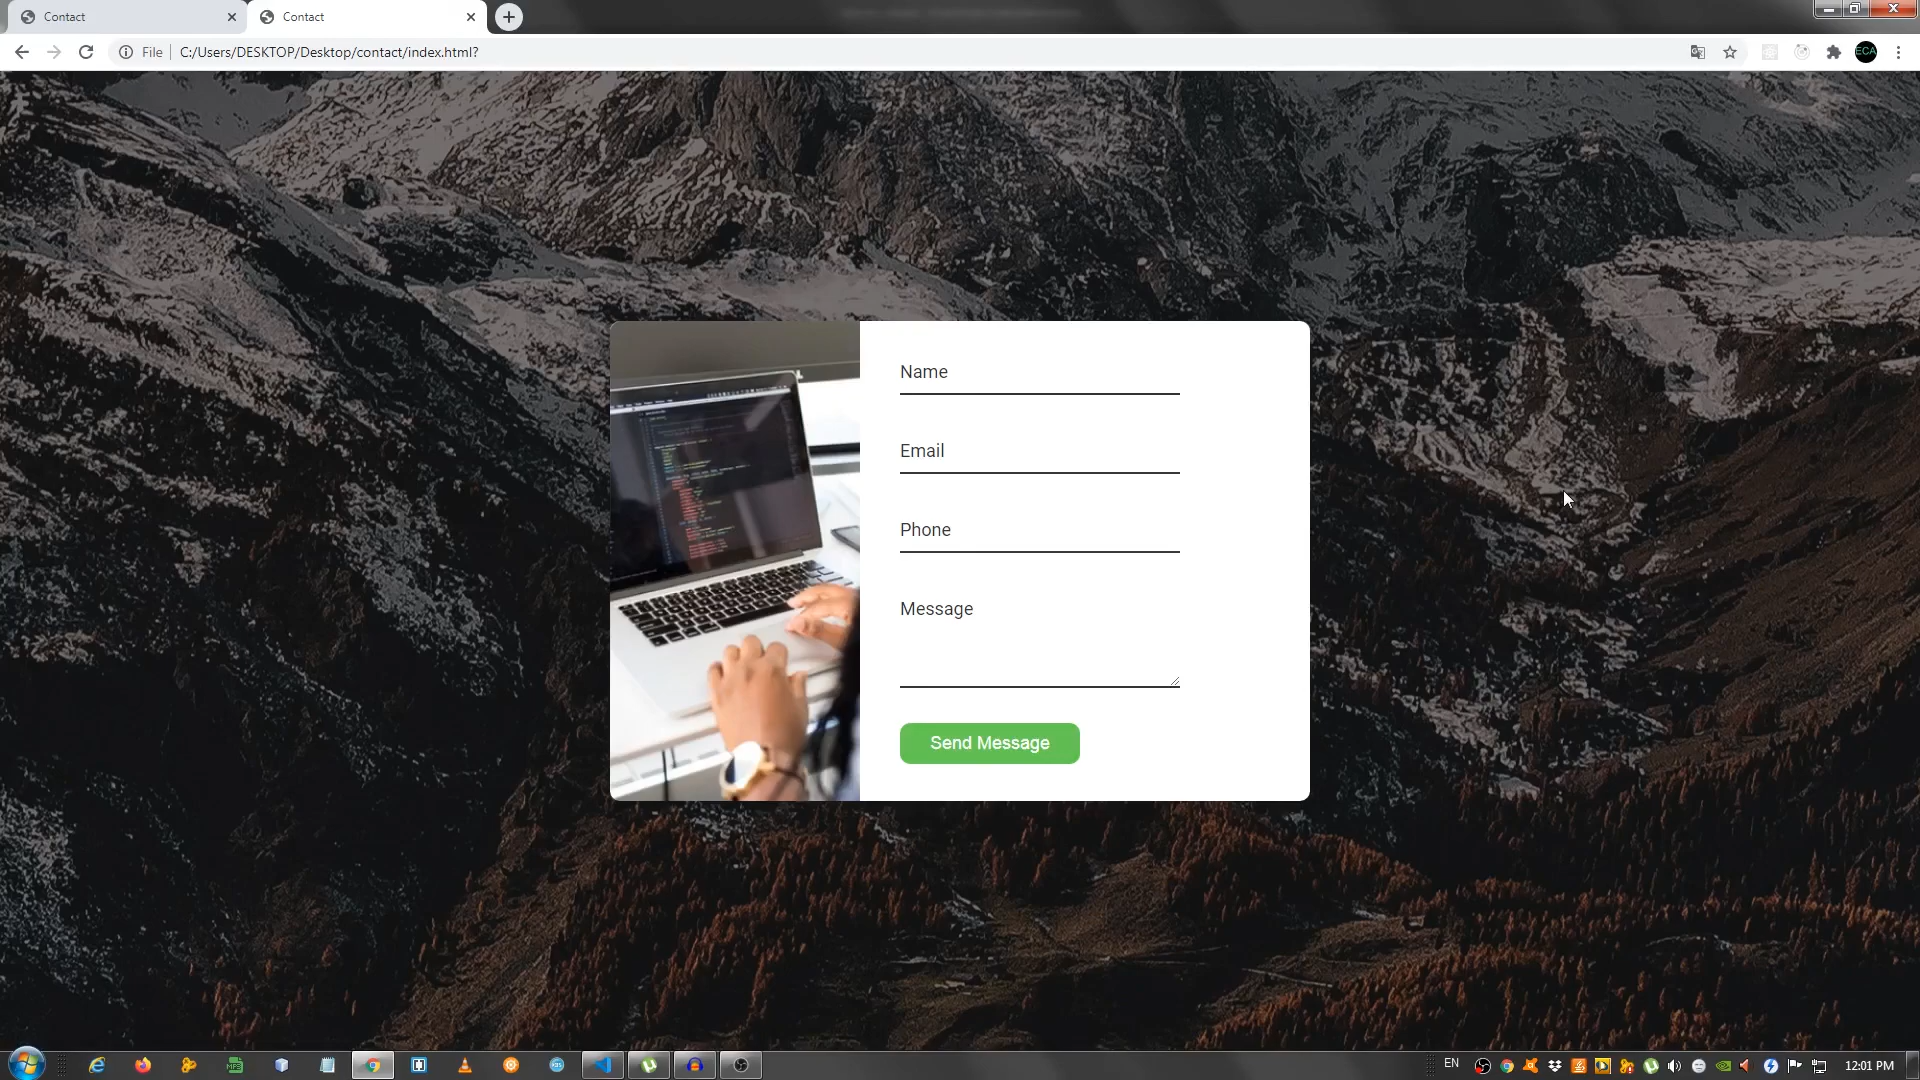 Contact
Contact
File
C:/Users/DESKTOP/Desktop/contact/index.html?
ECA
Name
Email
Phone
Message
Send Message
EN
12:01 PM